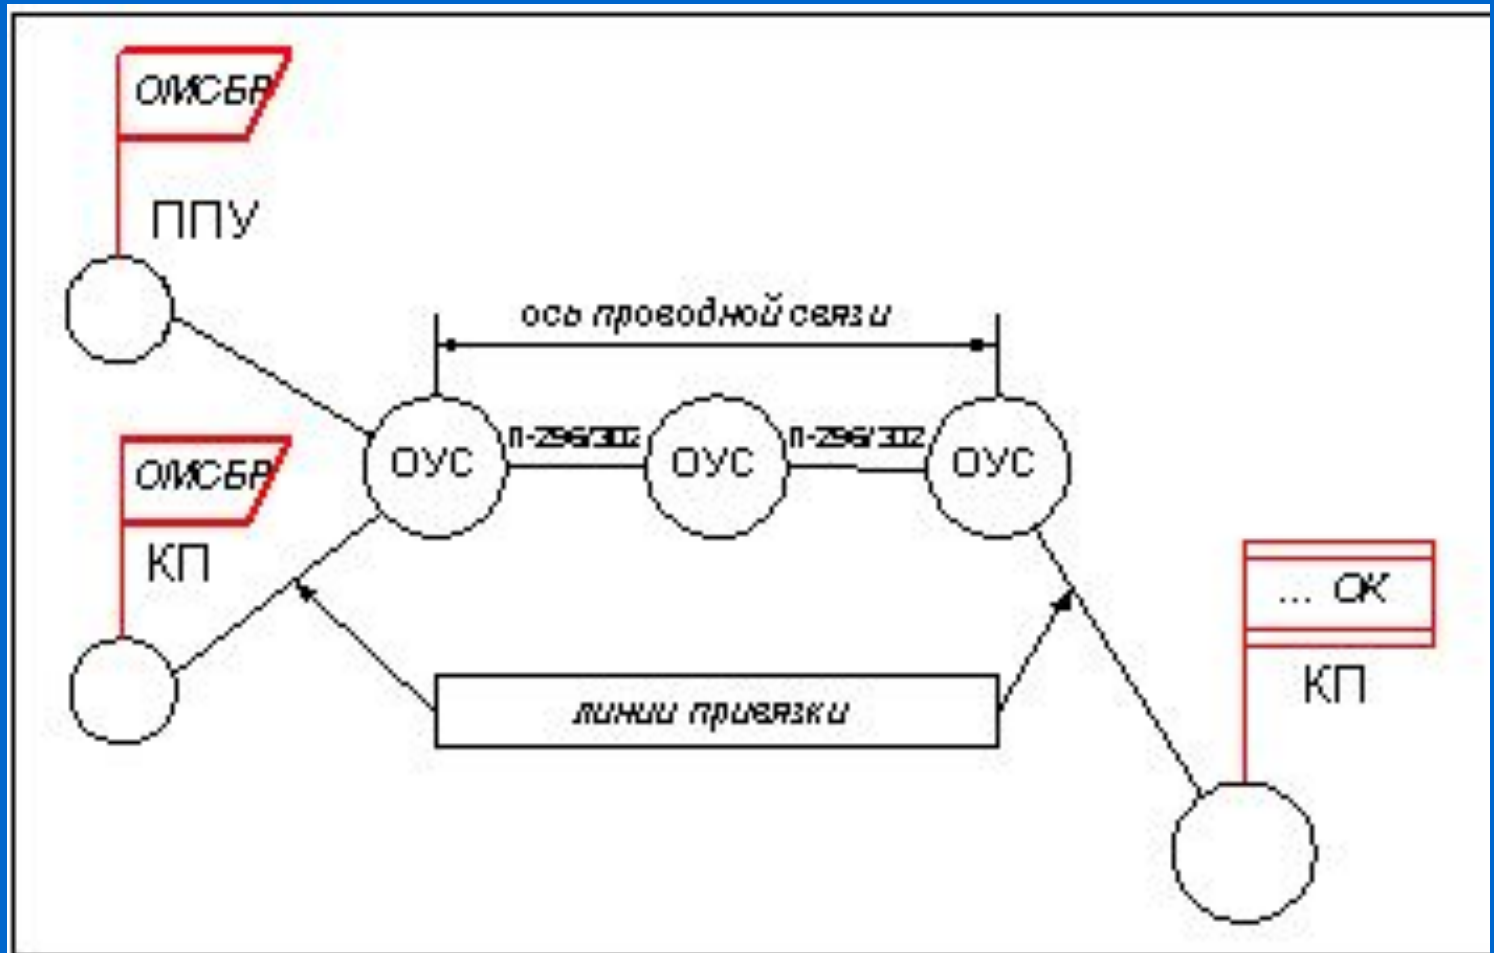 ОМСБР
ППУ
ось проводной связи
ОУС
П-296/302
ОУС
П-296/302
ОУС
ОМСБР
КП
... ОК
КП
линии привязки